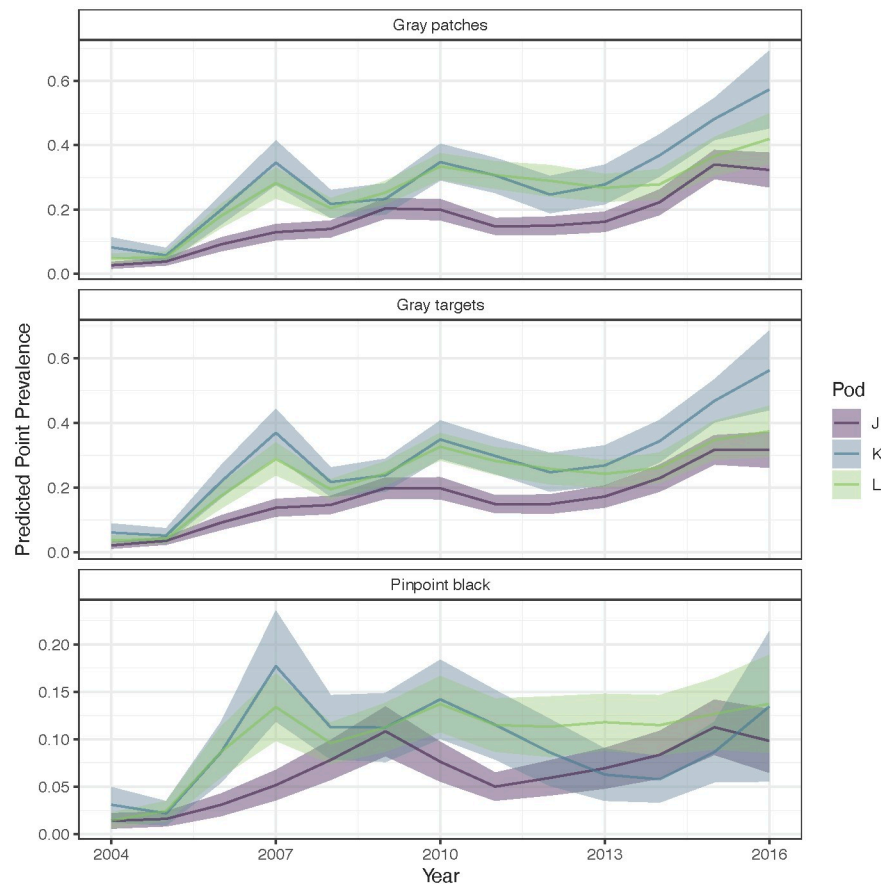 Gray patches
0.6
0.4
0.2
0.0
Gray targets
0.6
0.4
0.2
0.0
Pinpoint black
0.20
0.15
0.10
0.05
0.00
2004 2007 2010 2013 2016
Year
Predicted Point Prevalence
Pod
J
K
L